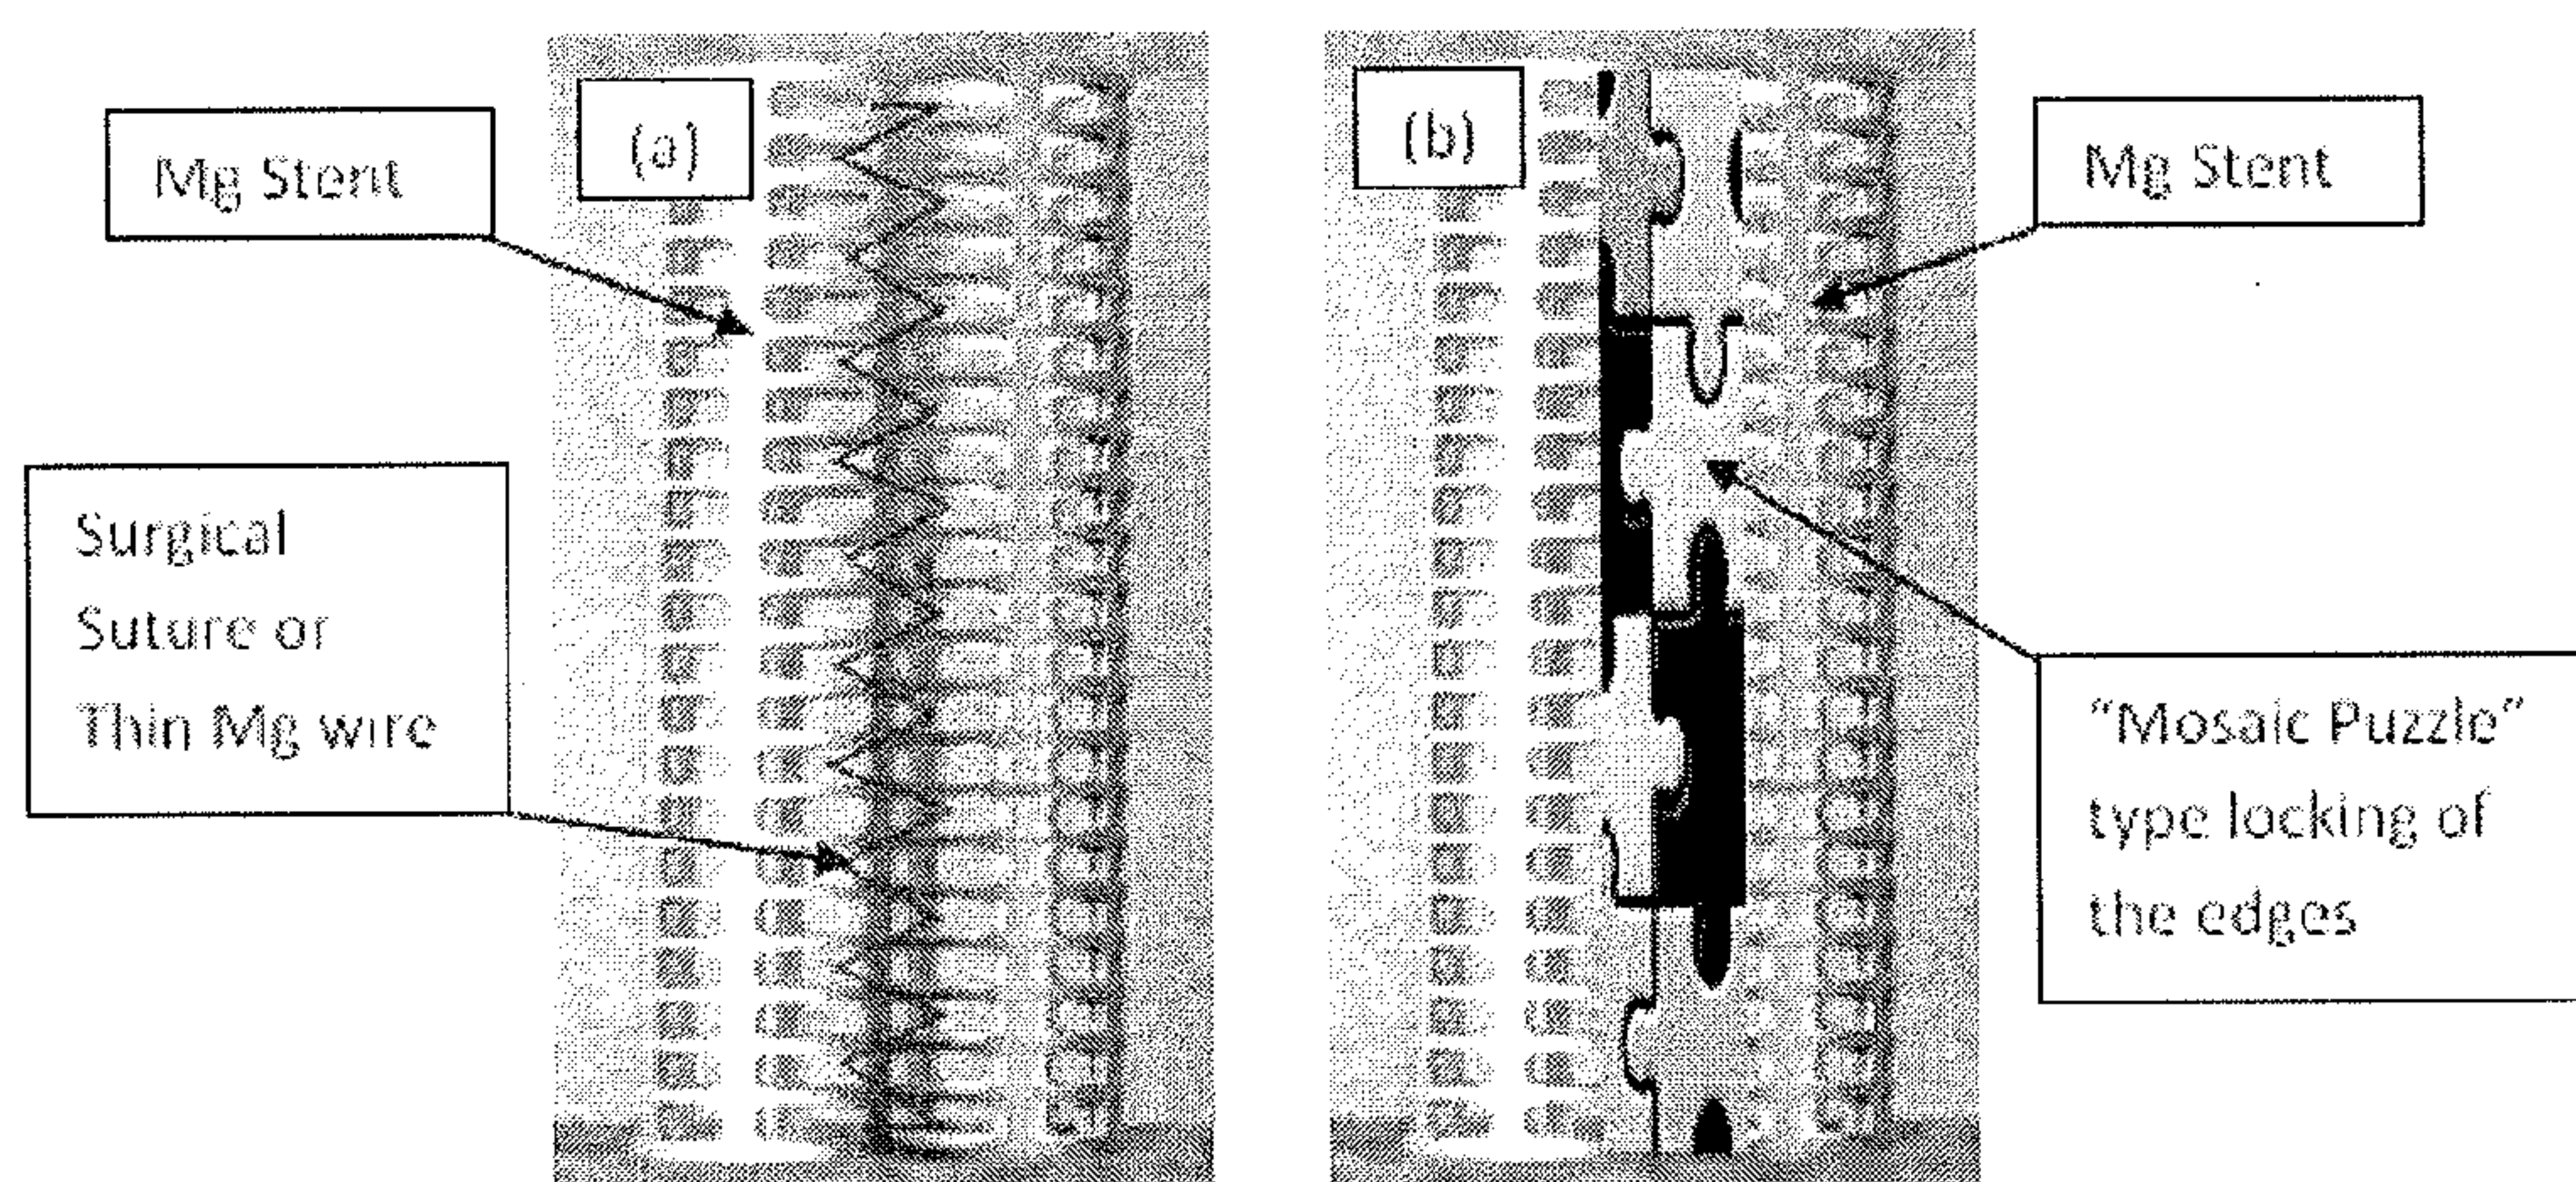 (a)
Mg Stent
Surgical
Suture or
Thin Mg wire
(b)
Mg Stent
“Mosaic Puzzle”
type locking of
the edges